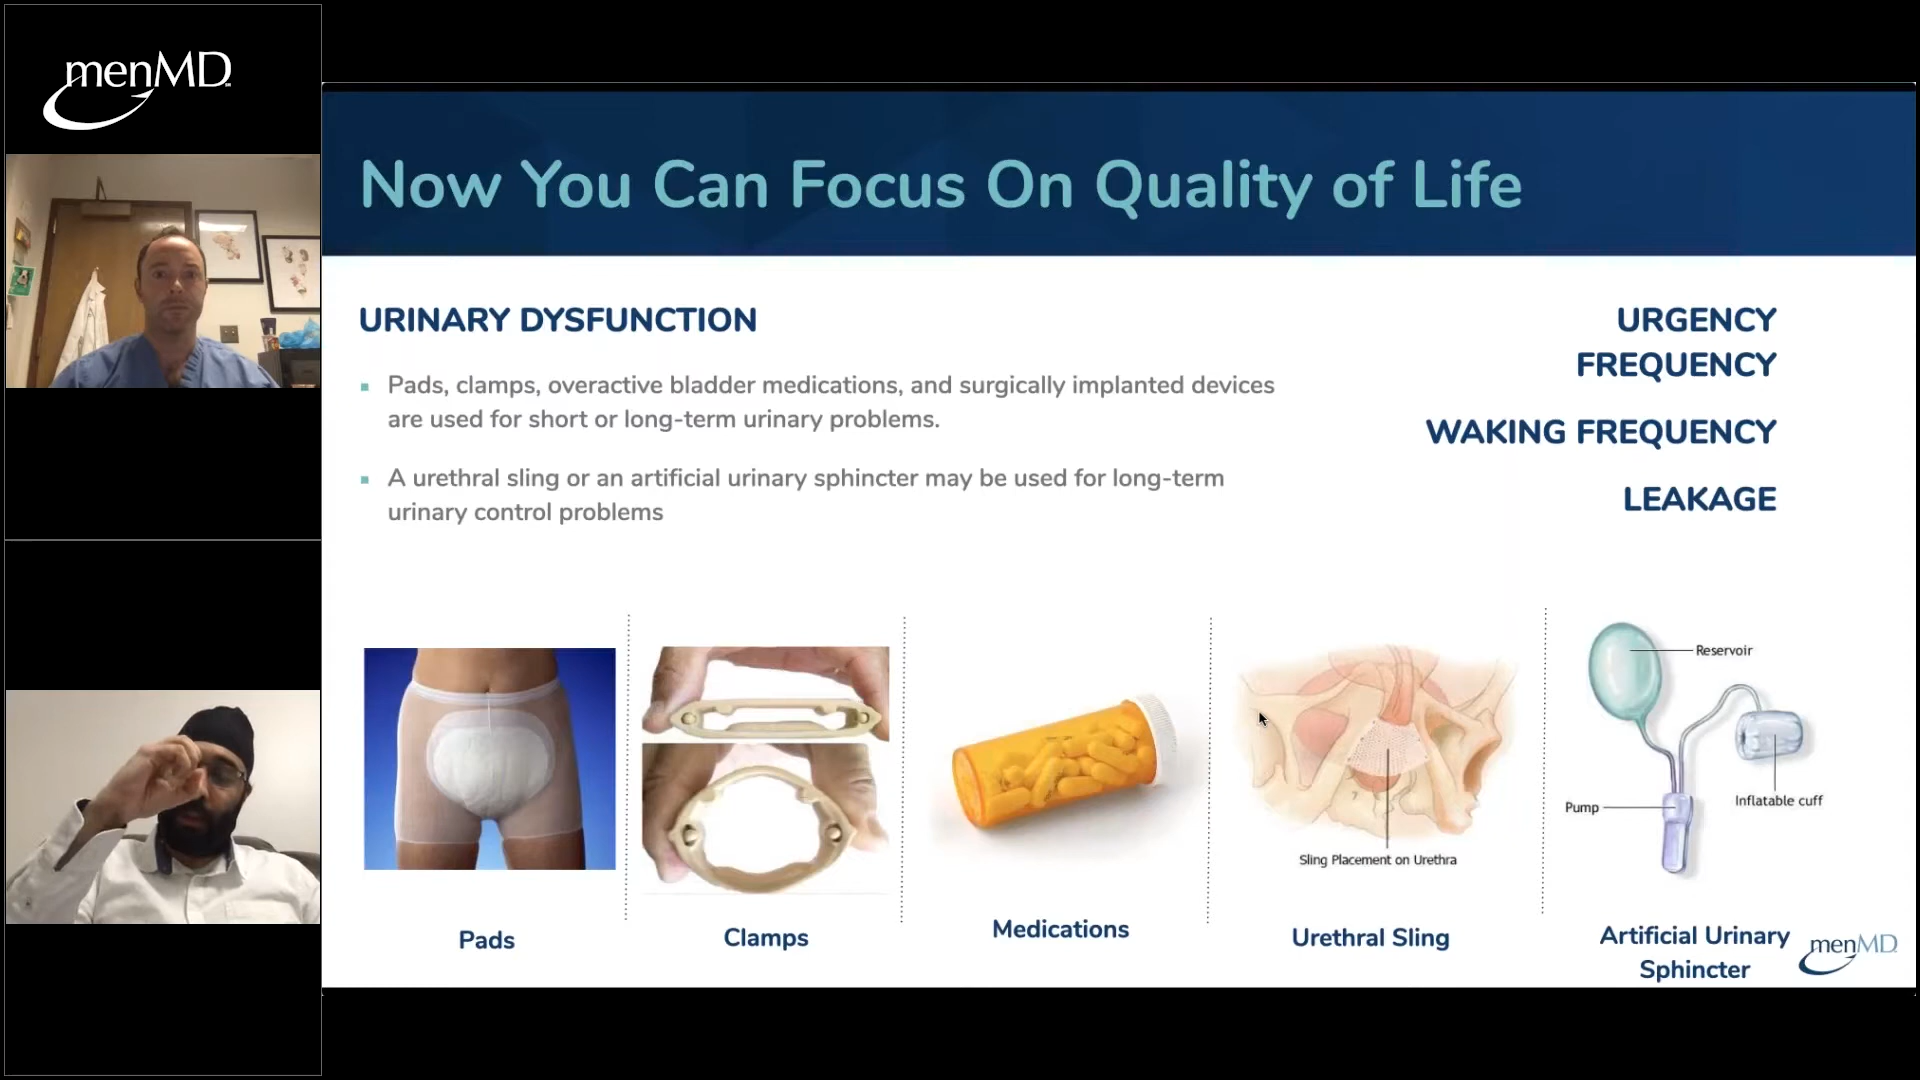 menMD
Now You Can Focus On Quality of Life
URINARY DYSFUNCTION
Pads, clamps, overactive bladder medications, and surgically implanted devices
are used for short or long-term urinary problems.
A urethral sling or an artificial urinary sphincter may be used for long-term
urinary control problems
URGENCY
FREQUENCY
WAKING FREQUENCY
LEAKAGE
Pads
Clamps
Medications
Sling Placement on Urethra
Urethral Sling
Reservoir
Pump
Inflatable cuff
Artificial Urinary
Sphincter
menMD